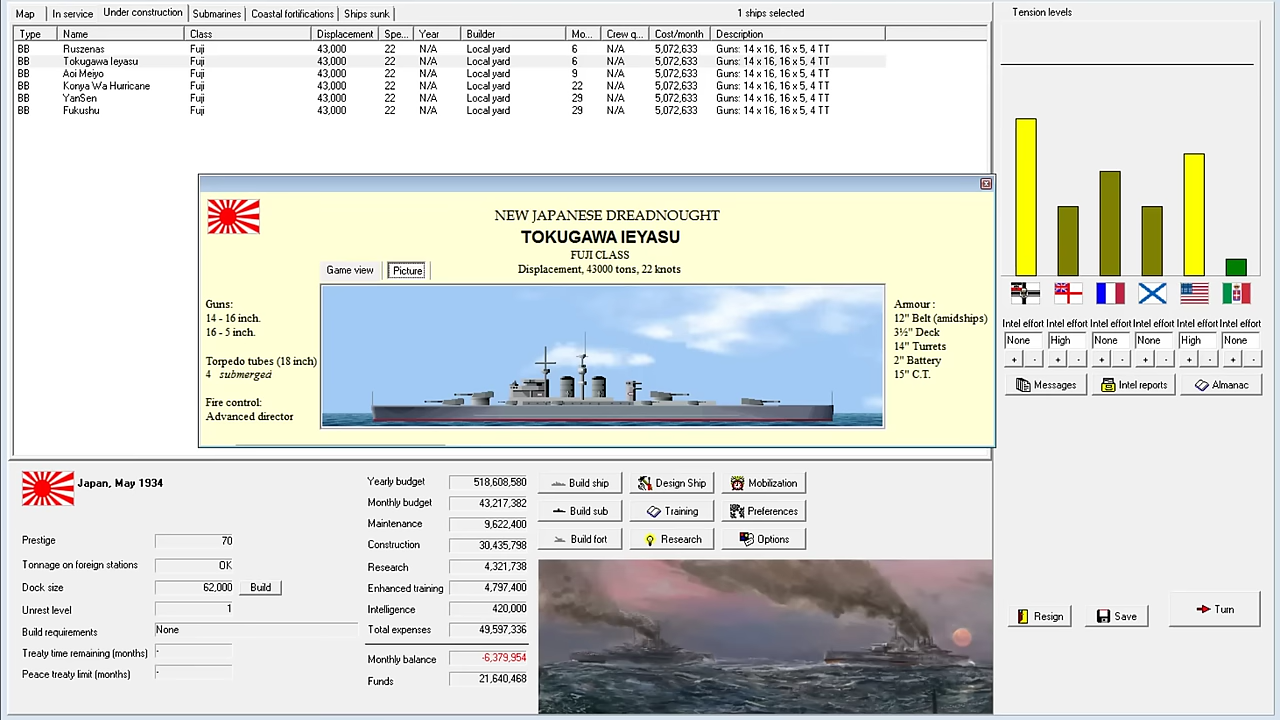 Map In service Under construction Submarines Coastal fortifications Ships sunk 1 ships selected
Type Name Class Displacement Spe... Year Builder Mo... Crew q... Cost/month Description
BB Ruszenas Fuji 43,000 22 N/A Local yard 6 N/A 5,072,633 Guns: 14 x 16, 16 x 5, 4 TT
BB Tokugawa Ieyasu Fuji 43,000 22 N/A Local yard 6 N/A 5,072,633 Guns: 14 x 16, 16 x 5, 4 TT
BB Aoi Meiyo Fuji 43,000 22 N/A Local yard 9 N/A 5,072,633 Guns: 14 x 16, 16 x 5, 4 TT
BB Konya Wa Hurricane Fuji 43,000 22 N/A Local yard 22 N/A 5,072,633 Guns: 14 x 16, 16 x 5, 4 TT
BB YanSen Fuji 43,000 22 N/A Local yard 29 N/A 5,072,633 Guns: 14 x 16, 16 x 5, 4 TT
BB Fukushu Fuji 43,000 22 N/A Local yard 29 N/A 5,072,633 Guns: 14 x 16, 16 x 5, 4 TT
NEW JAPANESE DREADNOUGHT
TOKUGAWA IEYASU
FUJI CLASS
Displacement, 43000 tons, 22 knots
Game view Picture
Guns:
14 - 16 inch.
16 - 5 inch.
Torpedo tubes (18 inch)
4 submerged
Fire control:
Advanced director
Armour :
12" Belt (amidships)
3½" Deck
14" Turrets
2" Battery
15" C.T.
Tension levels
Intel effort Intel effort Intel effort Intel effort Intel effort Intel effort
None High None None High None
+ - + - + - + - + - + -
Messages Intel reports Almanac
Japan, May 1934
Prestige 70
Tonnage on foreign stations OK
Dock size 62,000 Build
Unrest level 1
Build requirements None
Treaty time remaining (months) -
Peace treaty limit (months) -
Yearly budget 518,608,580
Monthly budget 43,217,382
Maintenance 9,622,400
Construction 30,435,798
Research 4,321,738
Enhanced training 4,797,400
Intelligence 420,000
Total expenses 49,597,336
Monthly balance -6,379,954
Funds 21,640,468
Build ship Design Ship Mobilization
Build sub Training Preferences
Build fort Research Options
Resign Save Turn